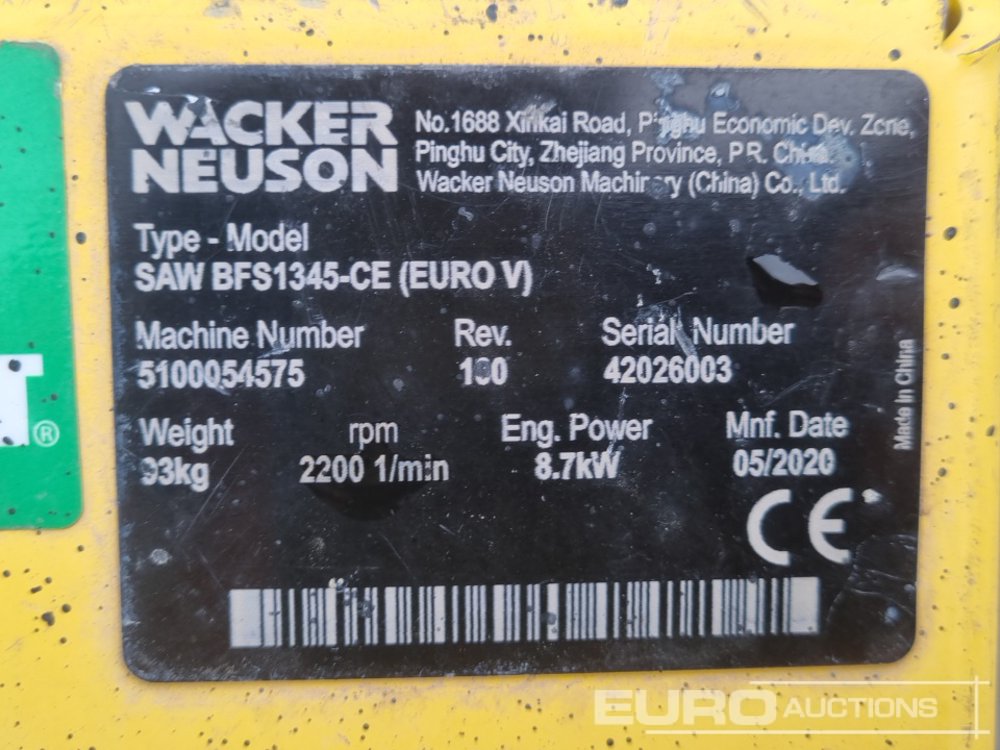 WACKER
NEUSON
No.1688 Xinkai Road, Pinghu Economic Dev. Zone,
Pinghu City, Zhejiang Province, P.R. China.
Wacker Neuson Machinery (China) Co., Ltd.
Type - Model
SAW BFS1345-CE (EURO V)
Machine Number Rev. Serial Number
5100054575 100 42026003
Weight rpm Eng. Power Mnf. Date
93kg 2200 1/min 8.7kW 05/2020
CE
Made in China
®
EURO AUCTIONS